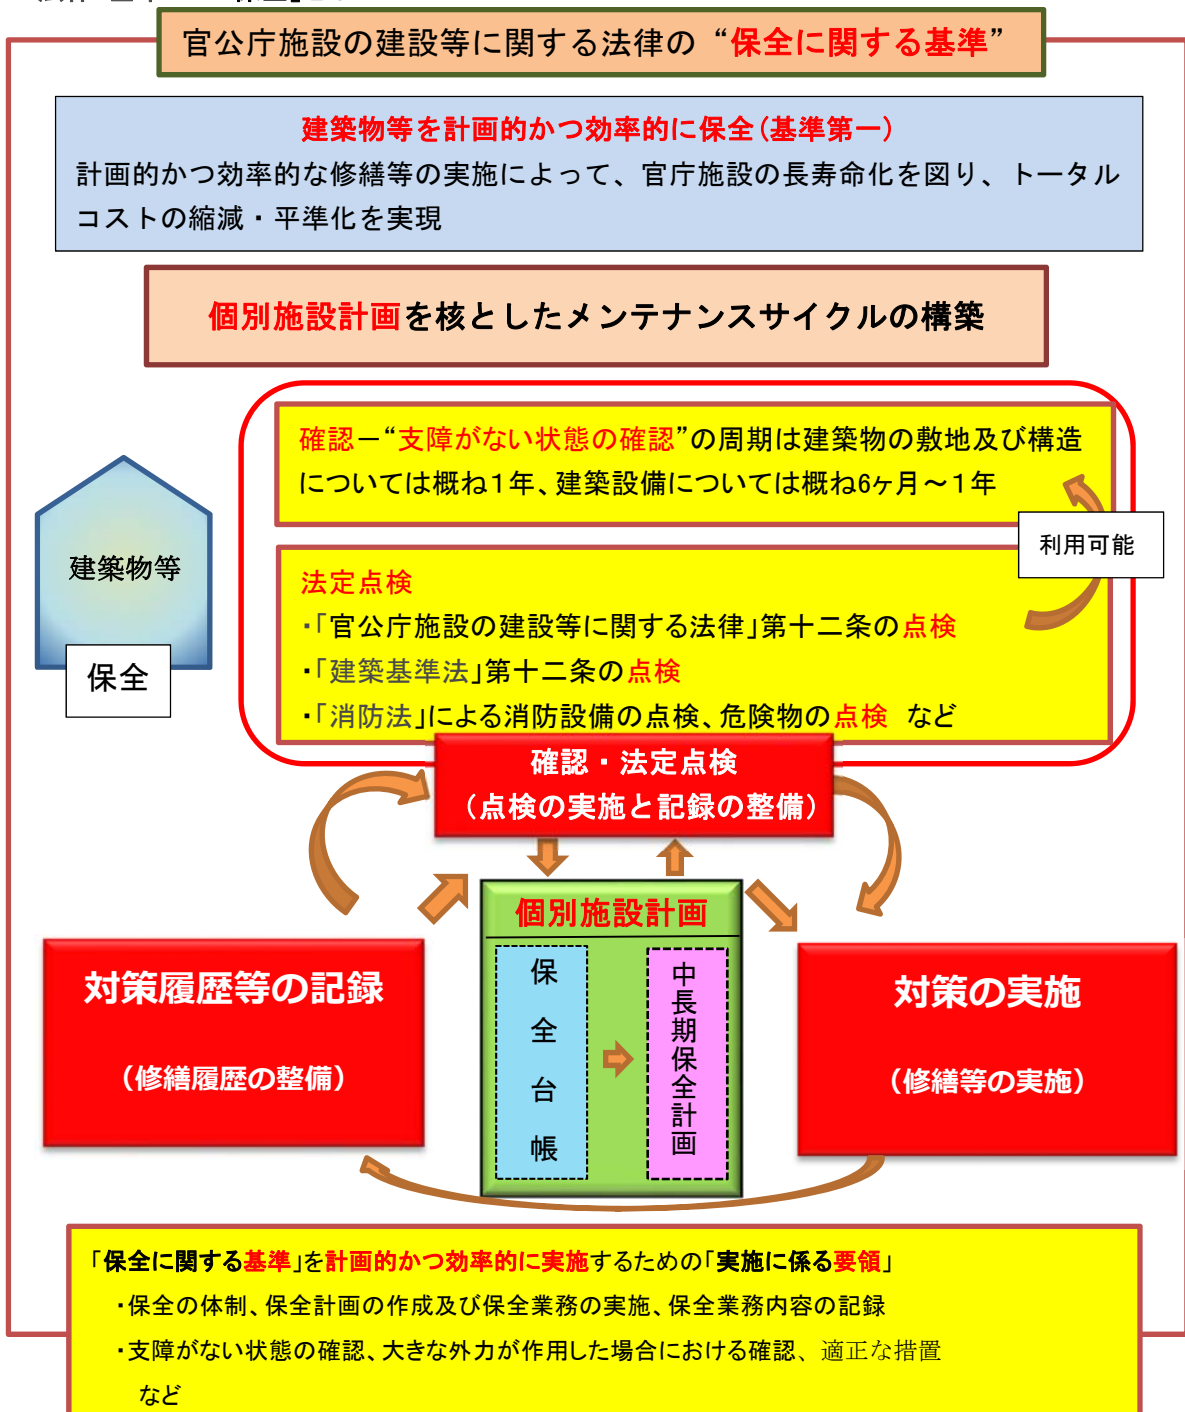 官公庁施設の建設等に関する法律の“保全に関する基準”
建築物等を計画的かつ効率的に保全(基準第一)
計画的かつ効率的な修繕等の実施によって、官庁施設の長寿命化を図り、トータル
コストの縮減・平準化を実現
個別施設計画を核としたメンテナンスサイクルの構築
確認－“支障がない状態の確認”の周期は建築物の敷地及び構造
については概ね1年、建築設備については概ね6ヶ月～1年
利用可能
建築物等
保全
法定点検
・「官公庁施設の建設等に関する法律」第十二条の点検
・「建築基準法」第十二条の点検
・「消防法」による消防設備の点検、危険物の点検 など
確認・法定点検
(点検の実施と記録の整備)
個別施設計画
保全台帳
中長期保全計画
対策履歴等の記録
(修繕履歴の整備)
対策の実施
(修繕等の実施)
「保全に関する基準」を計画的かつ効率的に実施するための「実施に係る要領」
・保全の体制、保全計画の作成及び保全業務の実施、保全業務内容の記録
・支障がない状態の確認、大きな外力が作用した場合における確認、適正な措置
など